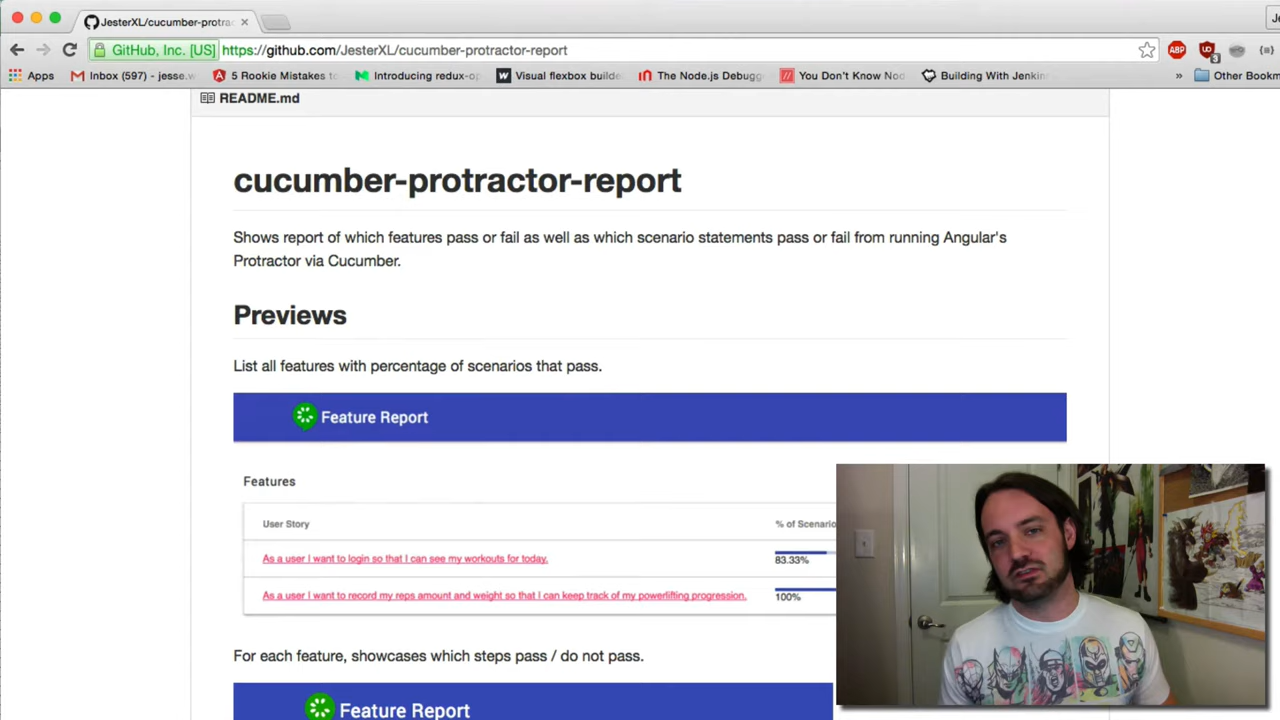 JesterXL/cucumber-protrac
GitHub, Inc. [US] https://github.com/JesterXL/cucumber-protractor-report
Apps Inbox (597) - jesse.w 5 Rookie Mistakes to Introducing redux-op Visual flexbox builde The Node.js Debugg You Don't Know Nod Building With Jenkin » Other Bookm
README.md
cucumber-protractor-report
Shows report of which features pass or fail as well as which scenario statements pass or fail from running Angular's
Protractor via Cucumber.
Previews
List all features with percentage of scenarios that pass.
Feature Report
Features
User Story % of Scenario
As a user I want to login so that I can see my workouts for today. 83.33%
As a user I want to record my reps amount and weight so that I can keep track of my powerlifting progression. 100%
For each feature, showcases which steps pass / do not pass.
Feature Report